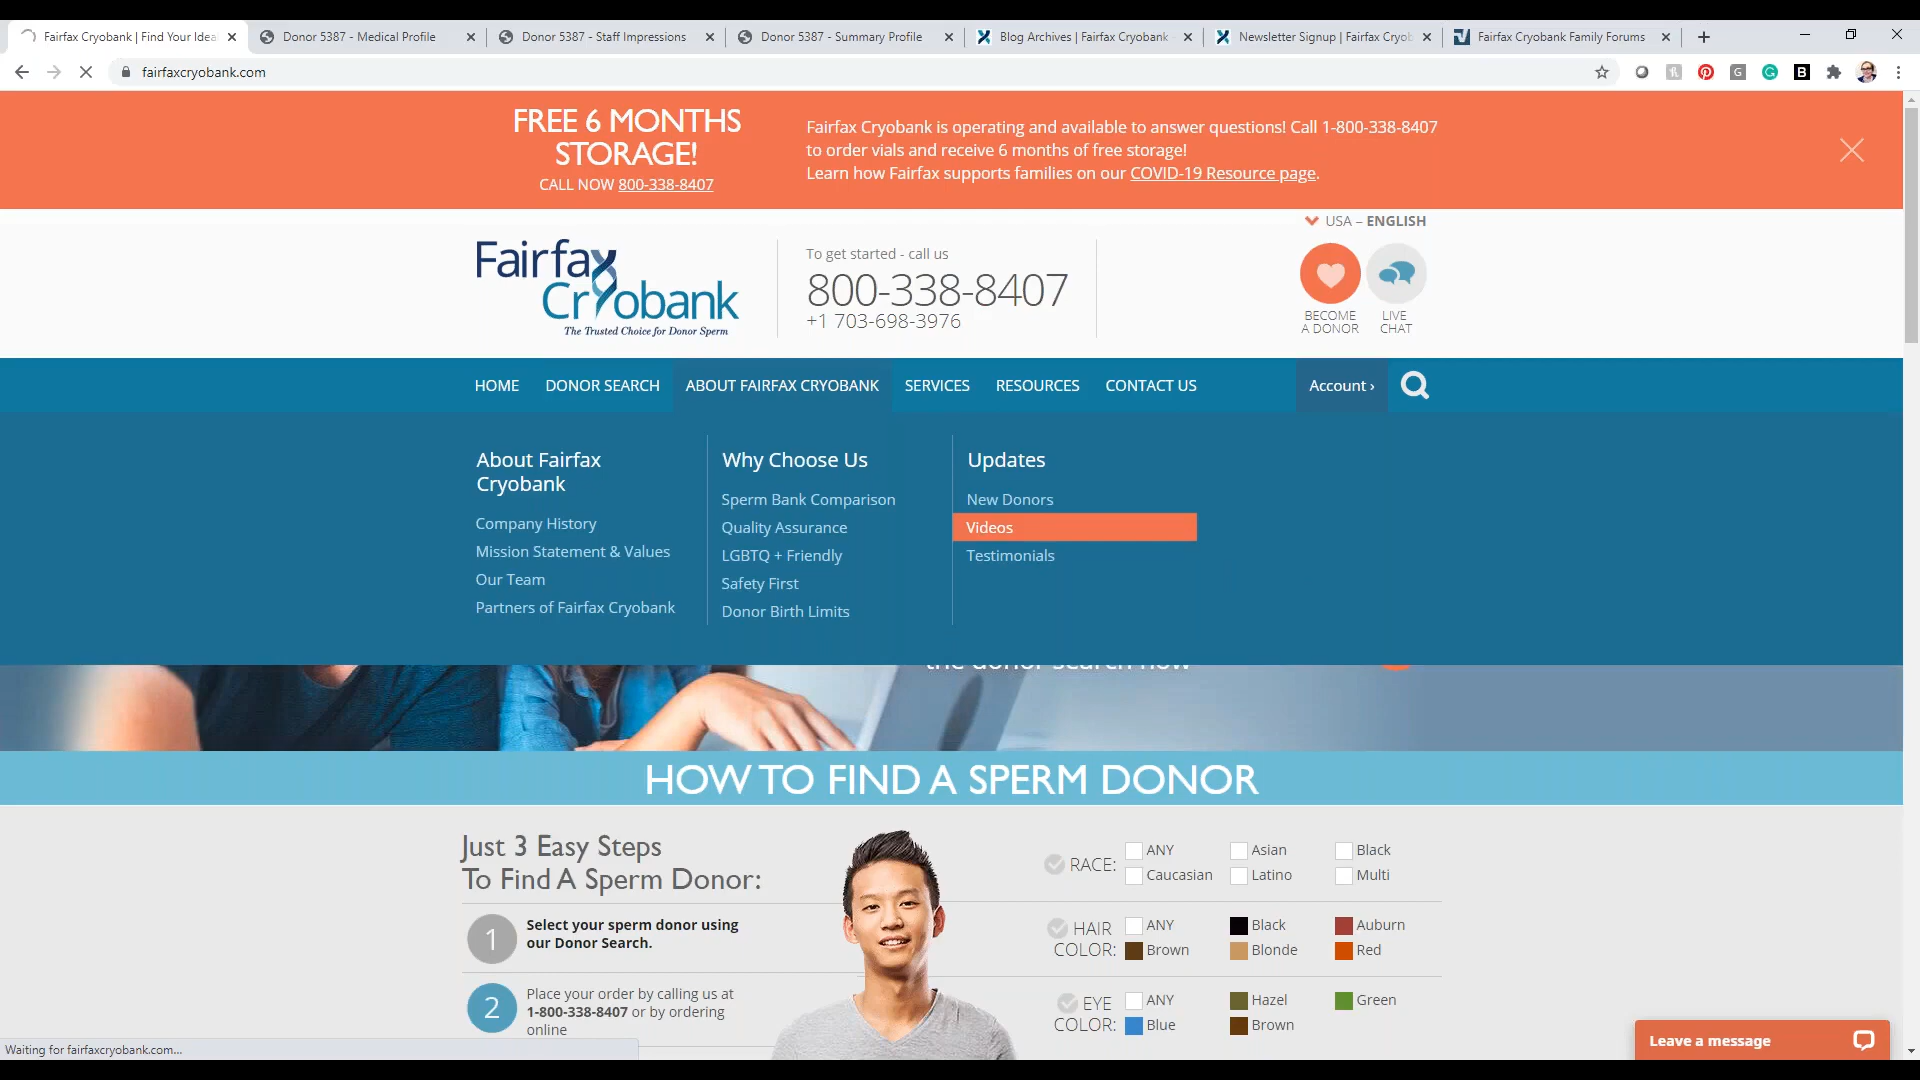 Fairfax Cryobank | Find Your Idea
Donor 5387 - Medical Profile
Donor 5387 - Staff Impressions
Donor 5387 - Summary Profile
Blog Archives | Fairfax Cryobank
Newsletter Signup | Fairfax Cryob
Fairfax Cryobank Family Forums
fairfaxcryobank.com
FREE 6 MONTHS
STORAGE!
CALL NOW 800-338-8407
Fairfax Cryobank is operating and available to answer questions! Call 1-800-338-8407
to order vials and receive 6 months of free storage!
Learn how Fairfax supports families on our COVID-19 Resource page.
USA – ENGLISH
Fairfax
Cryobank
The Trusted Choice for Donor Sperm
To get started - call us
800-338-8407
+1 703-698-3976
BECOME
A DONOR
LIVE
CHAT
HOME
DONOR SEARCH
ABOUT FAIRFAX CRYOBANK
SERVICES
RESOURCES
CONTACT US
Account ›
About Fairfax
Cryobank
Company History
Mission Statement & Values
Our Team
Partners of Fairfax Cryobank
Why Choose Us
Sperm Bank Comparison
Quality Assurance
LGBTQ + Friendly
Safety First
Donor Birth Limits
Updates
New Donors
Videos
Testimonials
the donor search now
HOW TO FIND A SPERM DONOR
Just 3 Easy Steps
To Find A Sperm Donor:
1
Select your sperm donor using
our Donor Search.
2
Place your order by calling us at
1-800-338-8407 or by ordering
online
RACE:
ANY
Asian
Black
Caucasian
Latino
Multi
HAIR
COLOR:
ANY
Black
Auburn
Brown
Blonde
Red
EYE
COLOR:
ANY
Hazel
Green
Blue
Brown
Leave a message
Waiting for fairfaxcryobank.com...